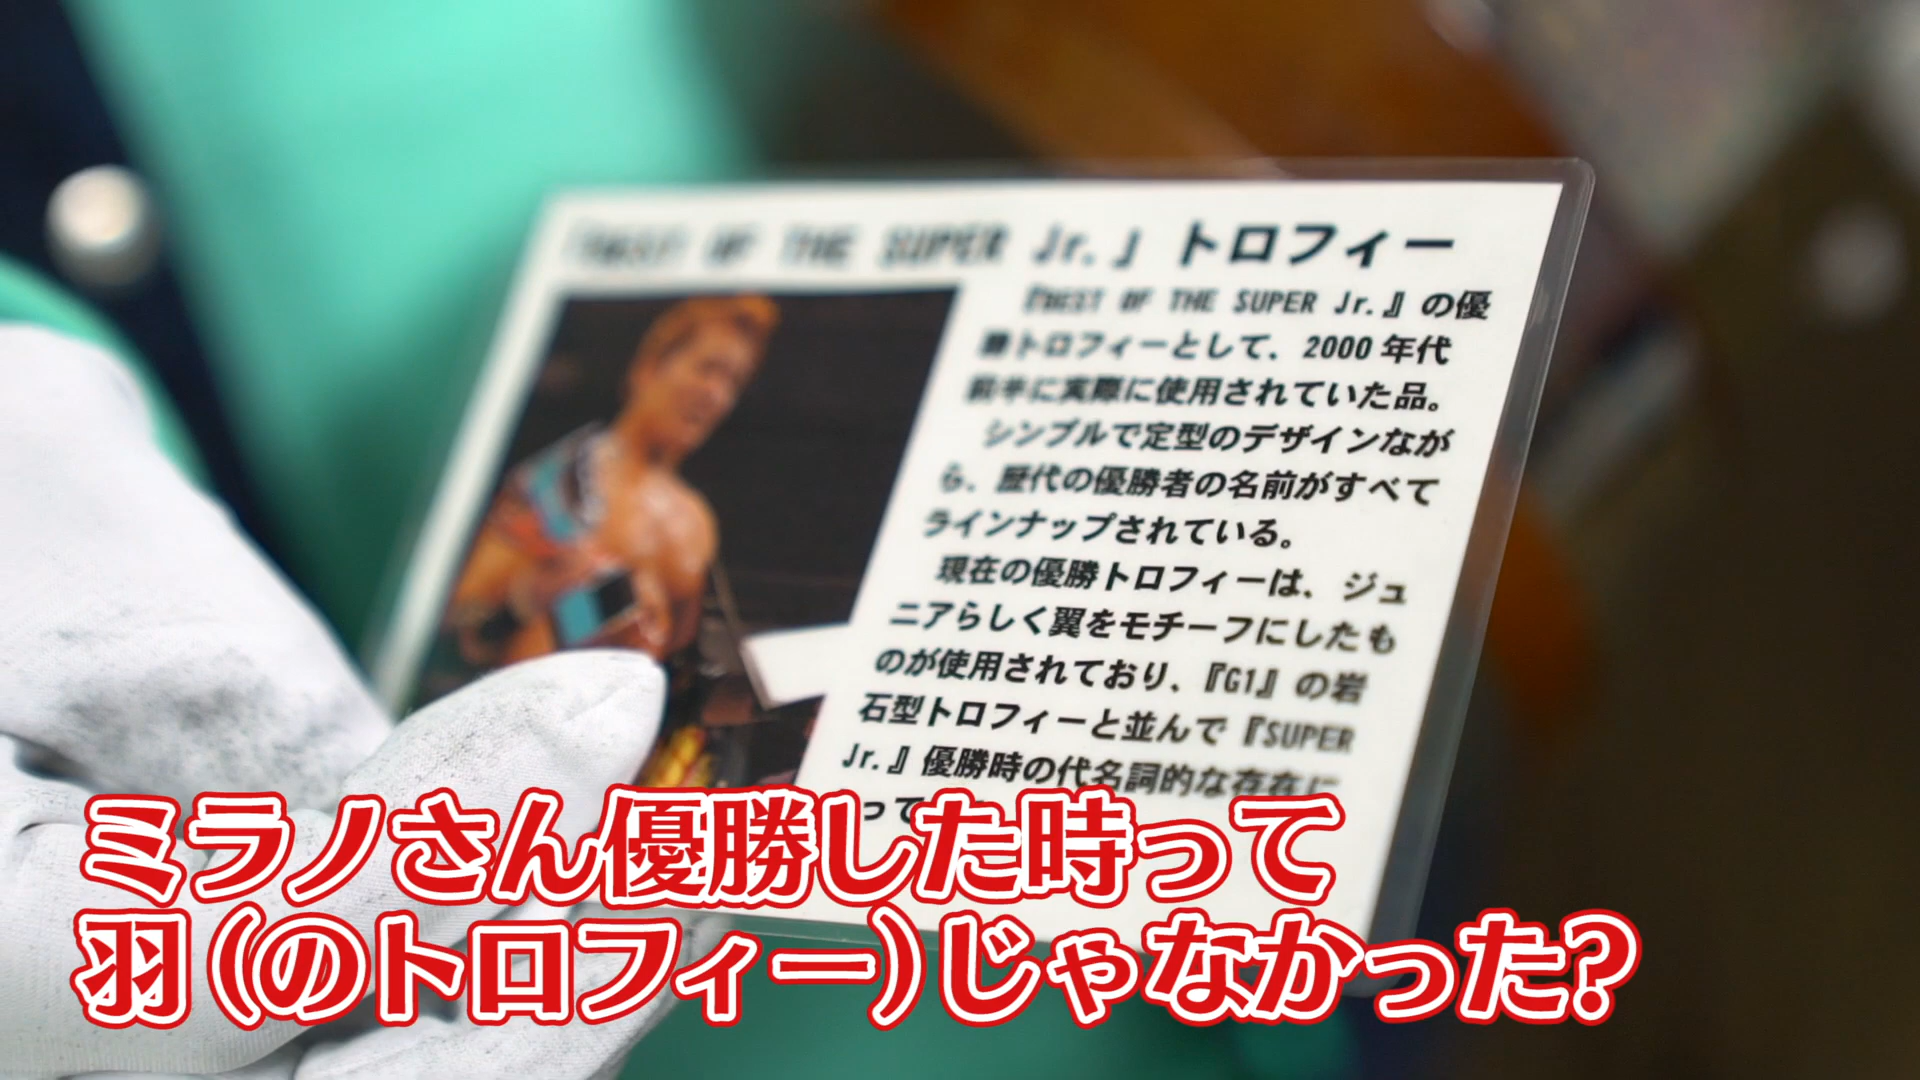 『BEST OF THE SUPER Jr.』トロフィー
『BEST OF THE SUPER Jr.』の優
勝トロフィーとして、2000年代
前半に実際に使用されていた品。
シンプルで定型のデザインなが
ら、歴代の優勝者の名前がすべて
ラインナップされている。
現在の優勝トロフィーは、ジュ
ニアらしく翼をモチーフにしたも
のが使用されており、『G1』の岩
石型トロフィーと並んで『SUPER
Jr.』優勝時の代名詞的な存在に
って
ミラノさん優勝した時って
羽(のトロフィー)じゃなかった?